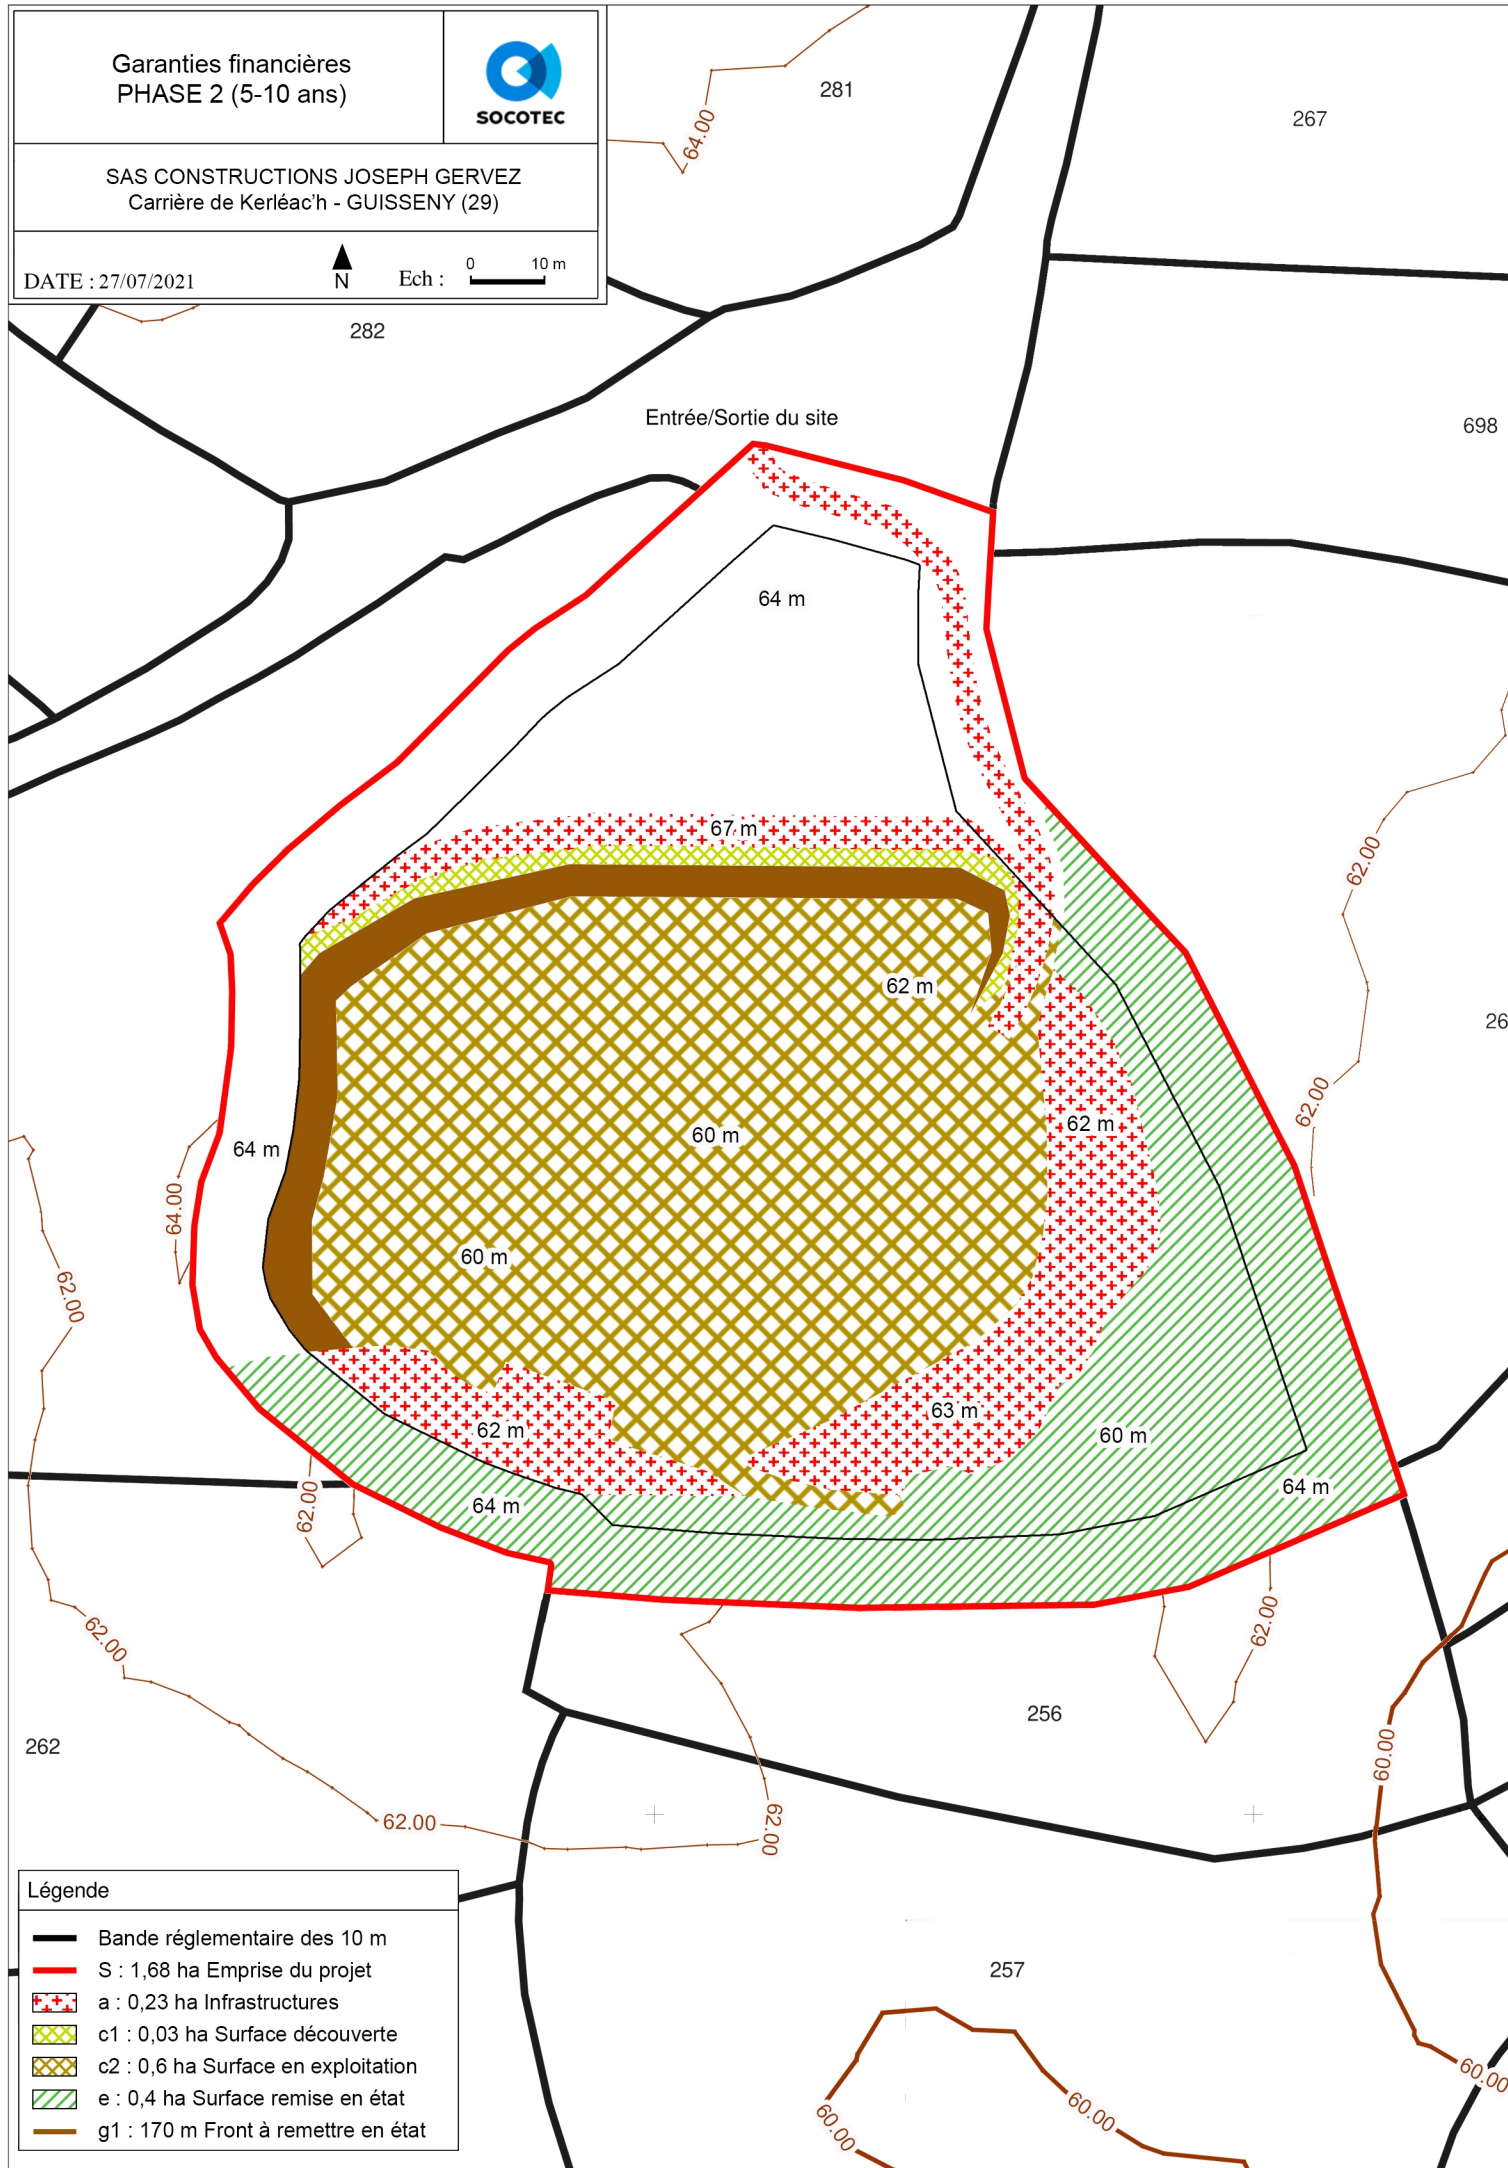 Garanties financières
PHASE 2 (5-10 ans)
SOCOTEC
SAS CONSTRUCTIONS JOSEPH GERVEZ
Carrière de Kerléac'h - GUISSENY (29)
DATE : 27/07/2021
N
Ech :
0 10 m
281
267
64.00
282
698
Entrée/Sortie du site
64 m
67 m
62.00
62 m
26
62.00
62 m
60 m
64 m
64.00
60 m
62.00
63 m
62 m
60 m
64 m
64 m
62.00
62.00
62.00
256
262
60.00
62.00
62.00
257
60.00
60.00
60.00
Légende
Bande réglementaire des 10 m
S : 1,68 ha Emprise du projet
a : 0,23 ha Infrastructures
c1 : 0,03 ha Surface découverte
c2 : 0,6 ha Surface en exploitation
e : 0,4 ha Surface remise en état
g1 : 170 m Front à remettre en état